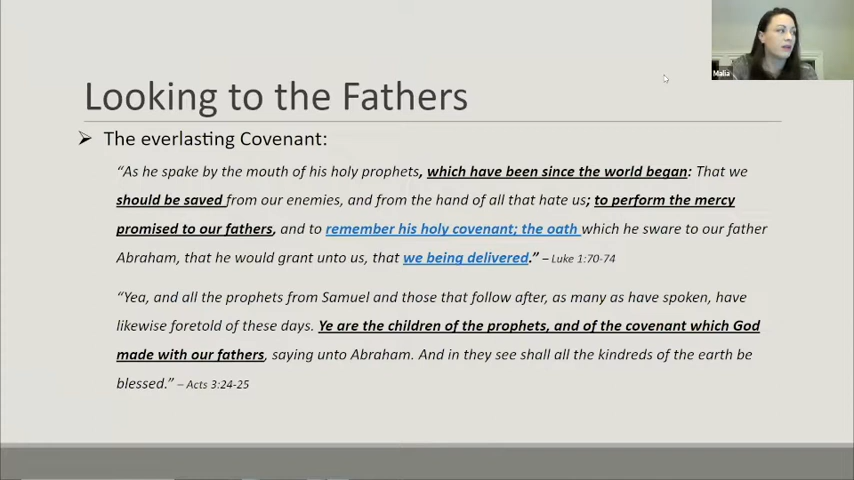 Malia
Looking to the Fathers
➢ The everlasting Covenant:
“As he spake by the mouth of his holy prophets, which have been since the world began: That we
should be saved from our enemies, and from the hand of all that hate us; to perform the mercy
promised to our fathers, and to remember his holy covenant; the oath which he sware to our father
Abraham, that he would grant unto us, that we being delivered.” – Luke 1:70-74
“Yea, and all the prophets from Samuel and those that follow after, as many as have spoken, have
likewise foretold of these days. Ye are the children of the prophets, and of the covenant which God
made with our fathers, saying unto Abraham. And in they see shall all the kindreds of the earth be
blessed.” – Acts 3:24-25